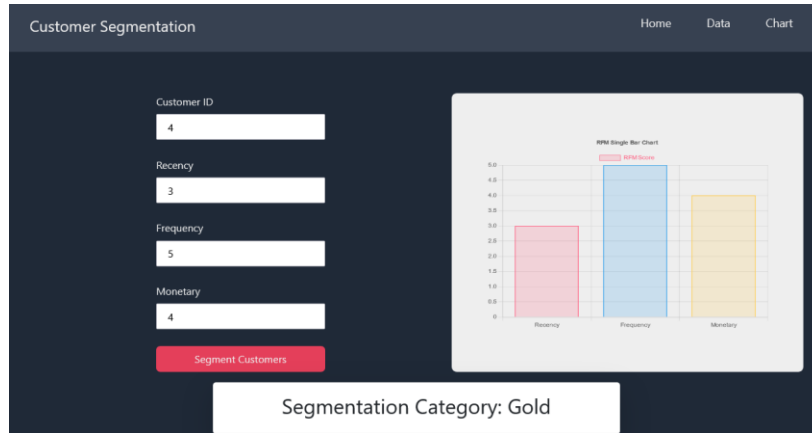 Customer Segmentation
Home Data Chart
Customer ID
4
Recency
3
Frequency
5
Monetary
4
Segment Customers
RFM Single Bar Chart
RFM Score
5.0
4.5
4.0
3.5
3.0
2.5
2.0
1.5
1.0
0.5
0
Recency Frequency Monetary
Segmentation Category: Gold